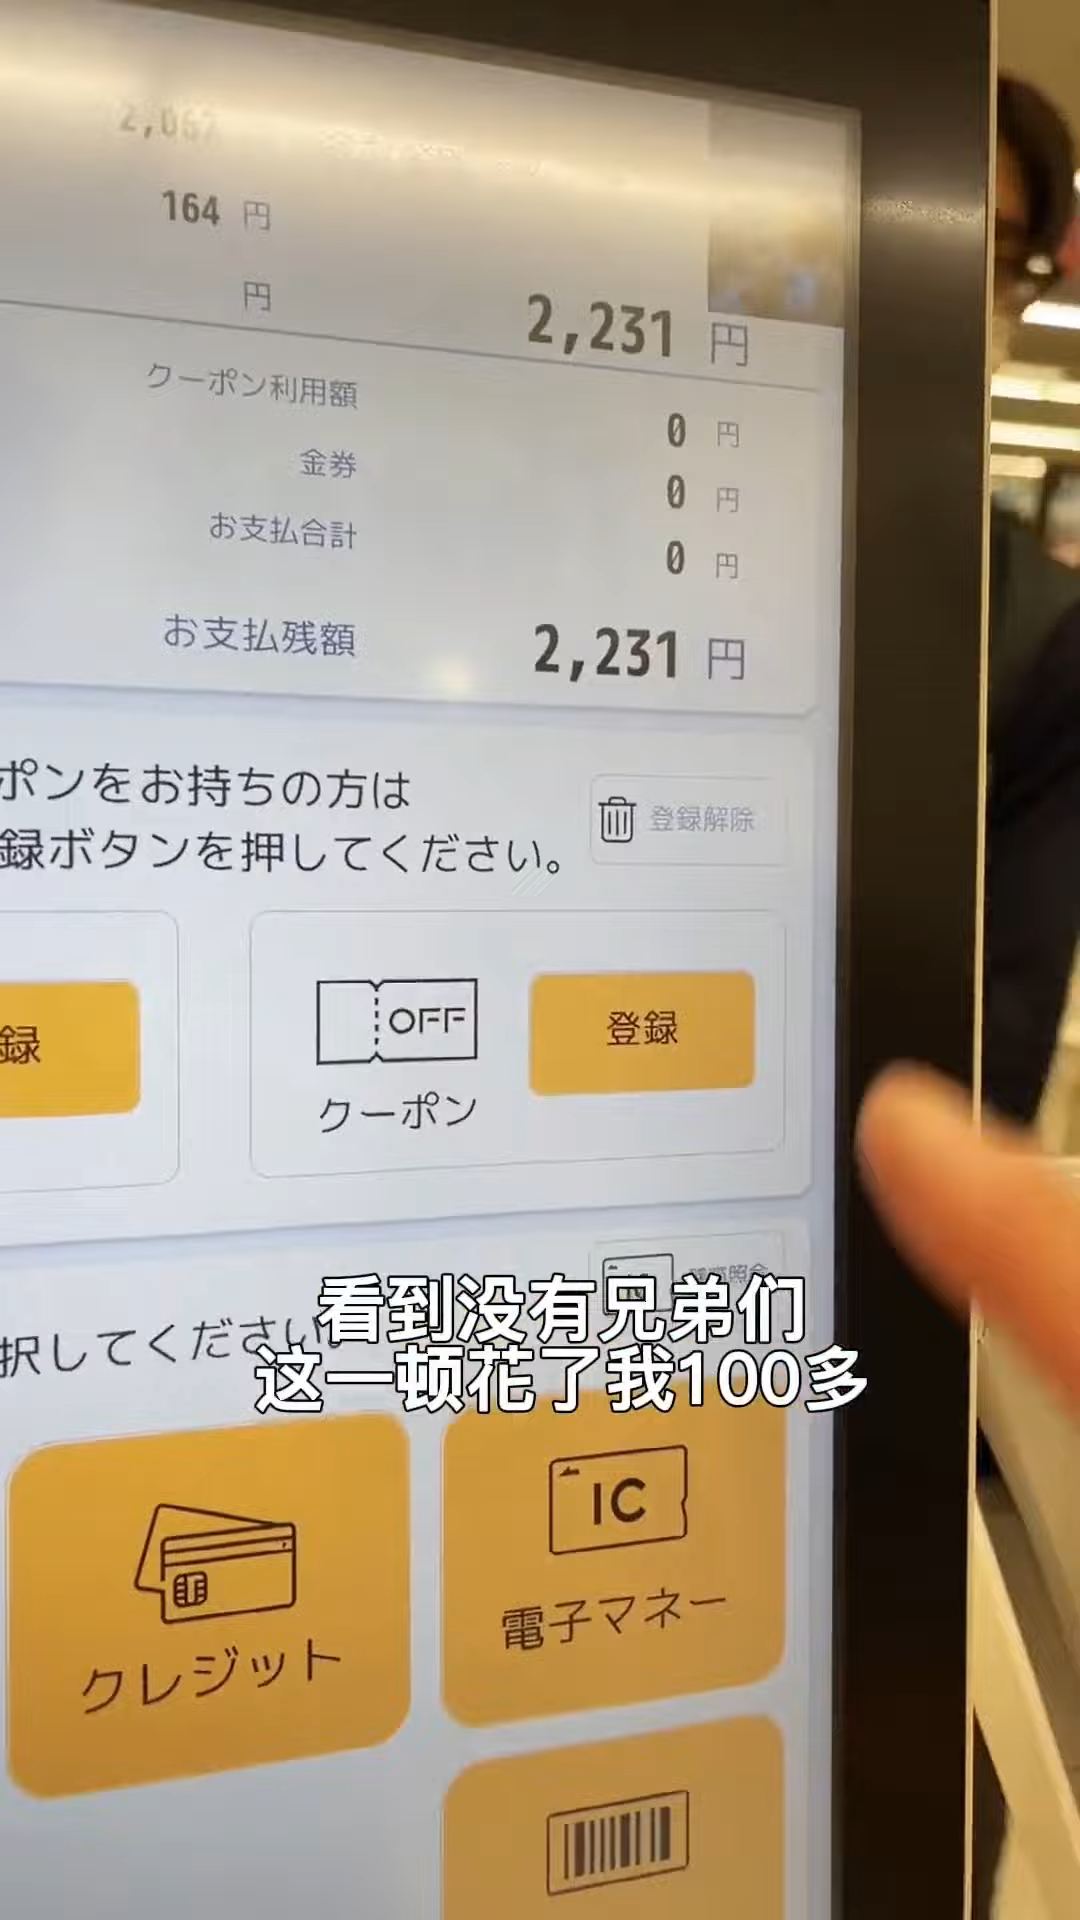 2,067
164 円
円
2,231 円
クーポン利用額 0 円
金券 0 円
お支払合計 0 円
お支払残額 2,231 円
ポンをお持ちの方は
録ボタンを押してください。
登録解除
録
OFF
クーポン
登録
択してください。
看到没有兄弟们
这一顿花了我100多
クレジット
IC
電子マネー